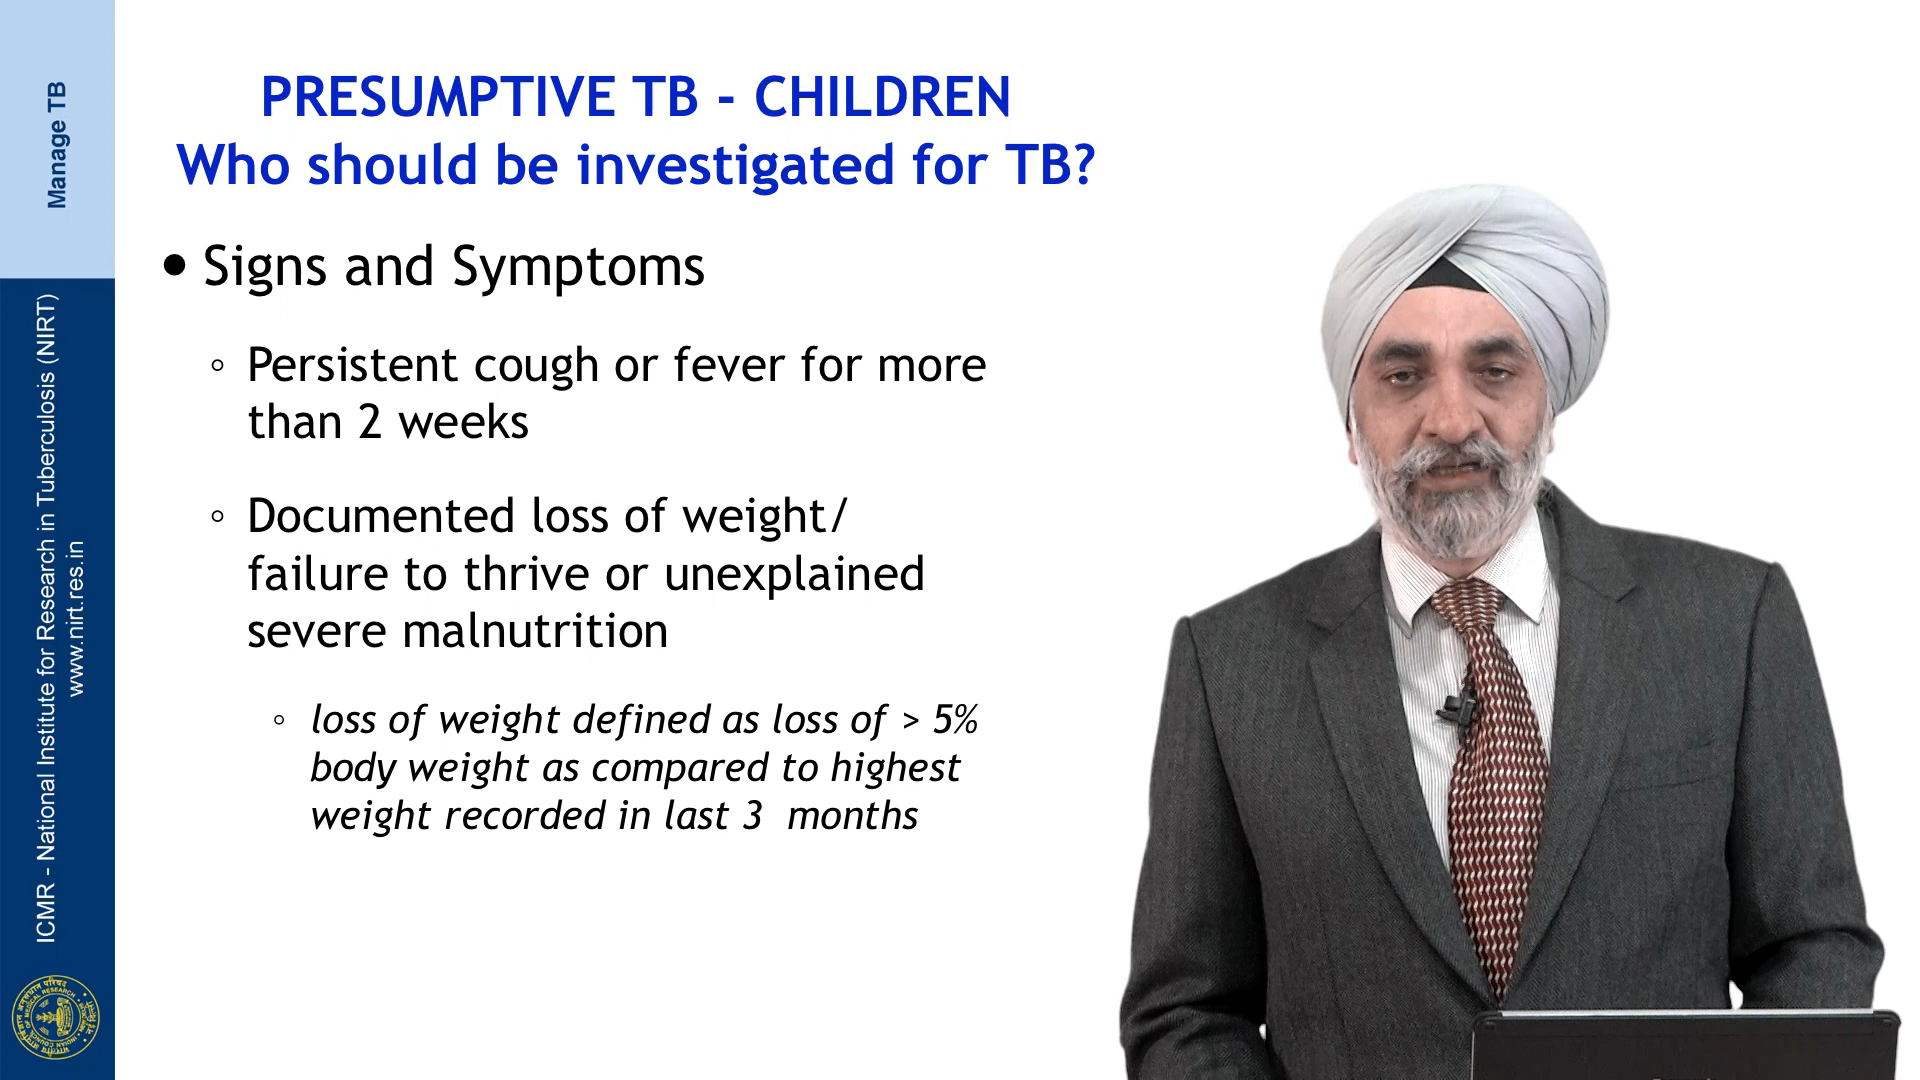 PRESUMPTIVE TB - CHILDREN
Who should be investigated for TB?
• Signs and Symptoms
◦ Persistent cough or fever for more
than 2 weeks
◦ Documented loss of weight/
failure to thrive or unexplained
severe malnutrition
◦ loss of weight defined as loss of > 5%
body weight as compared to highest
weight recorded in last 3 months
Manage TB
ICMR - National Institute for Research in Tuberculosis (NIRT)
www.nirt.res.in